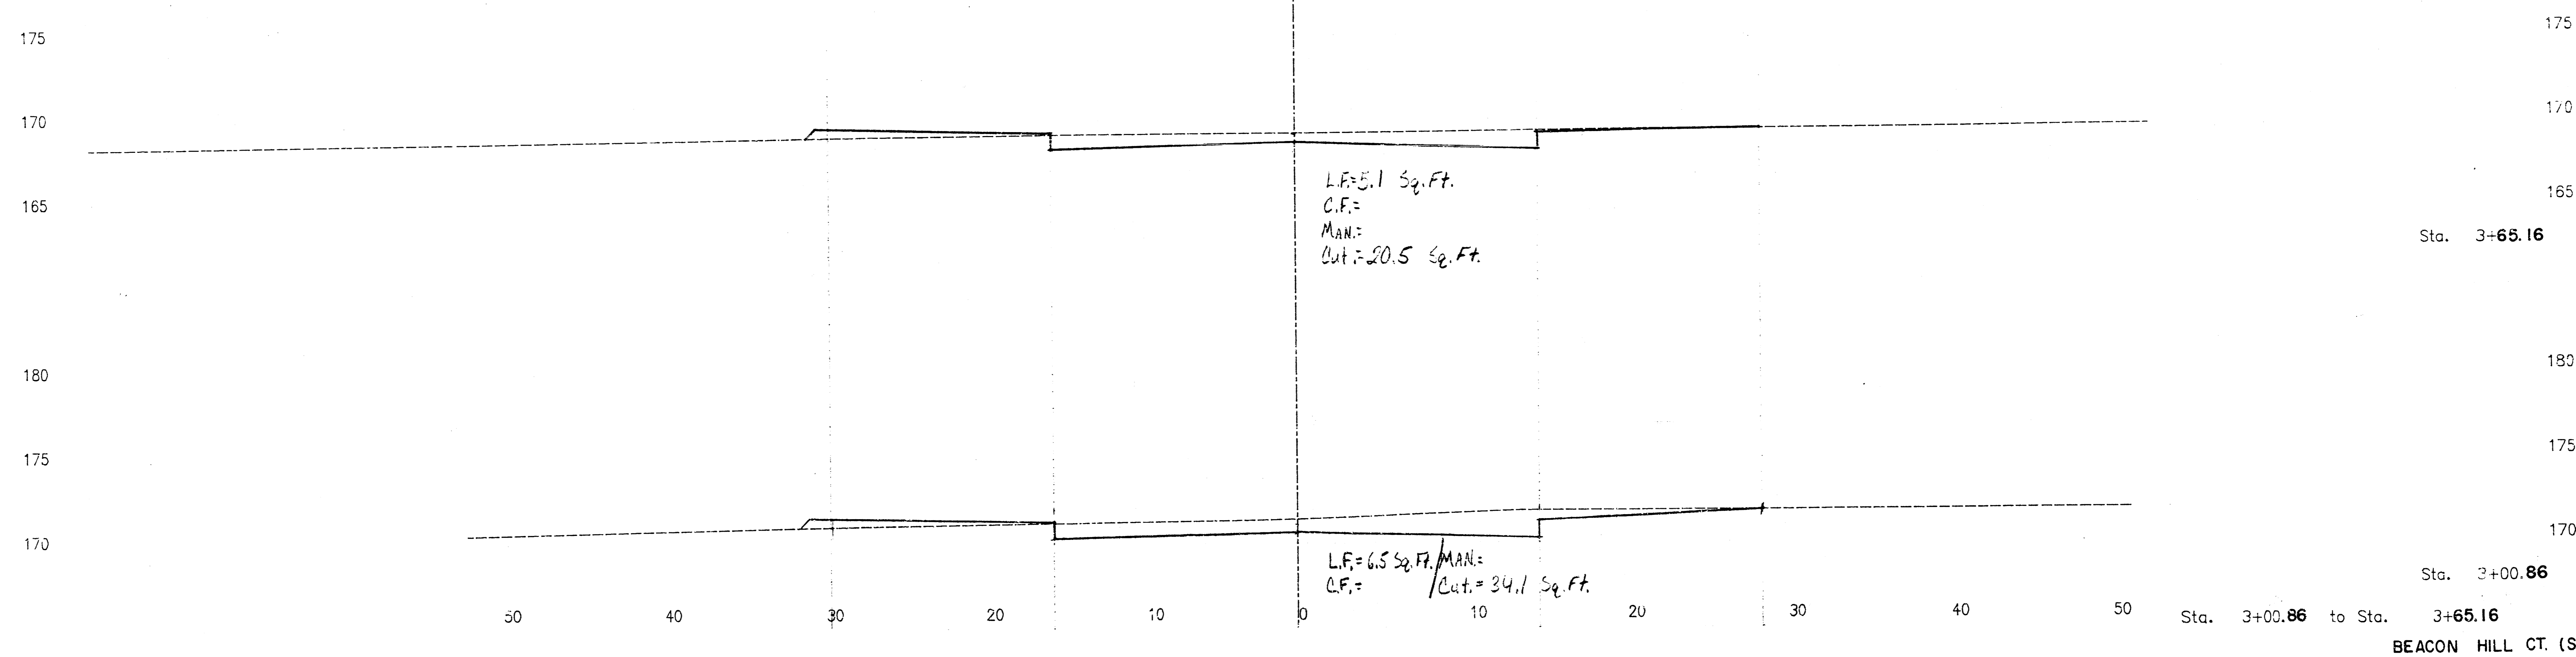 175 175
170 170
L.F.=5.1 Sq.Ft.
165 165
C.F.=
MAN.=
Sta. 3+65.16
Cut.=20.5 Sq.Ft.
180 180
175 175
170 170
L.F.=6.5 Sq.Ft./MAN.=
C.F.= /Cut.=34.1 Sq.Ft.
Sta. 3+00.86
50 40 30 20 10 0 10 20 30 40 50
Sta. 3+00.86 to Sta. 3+65.16
BEACON HILL CT. (S